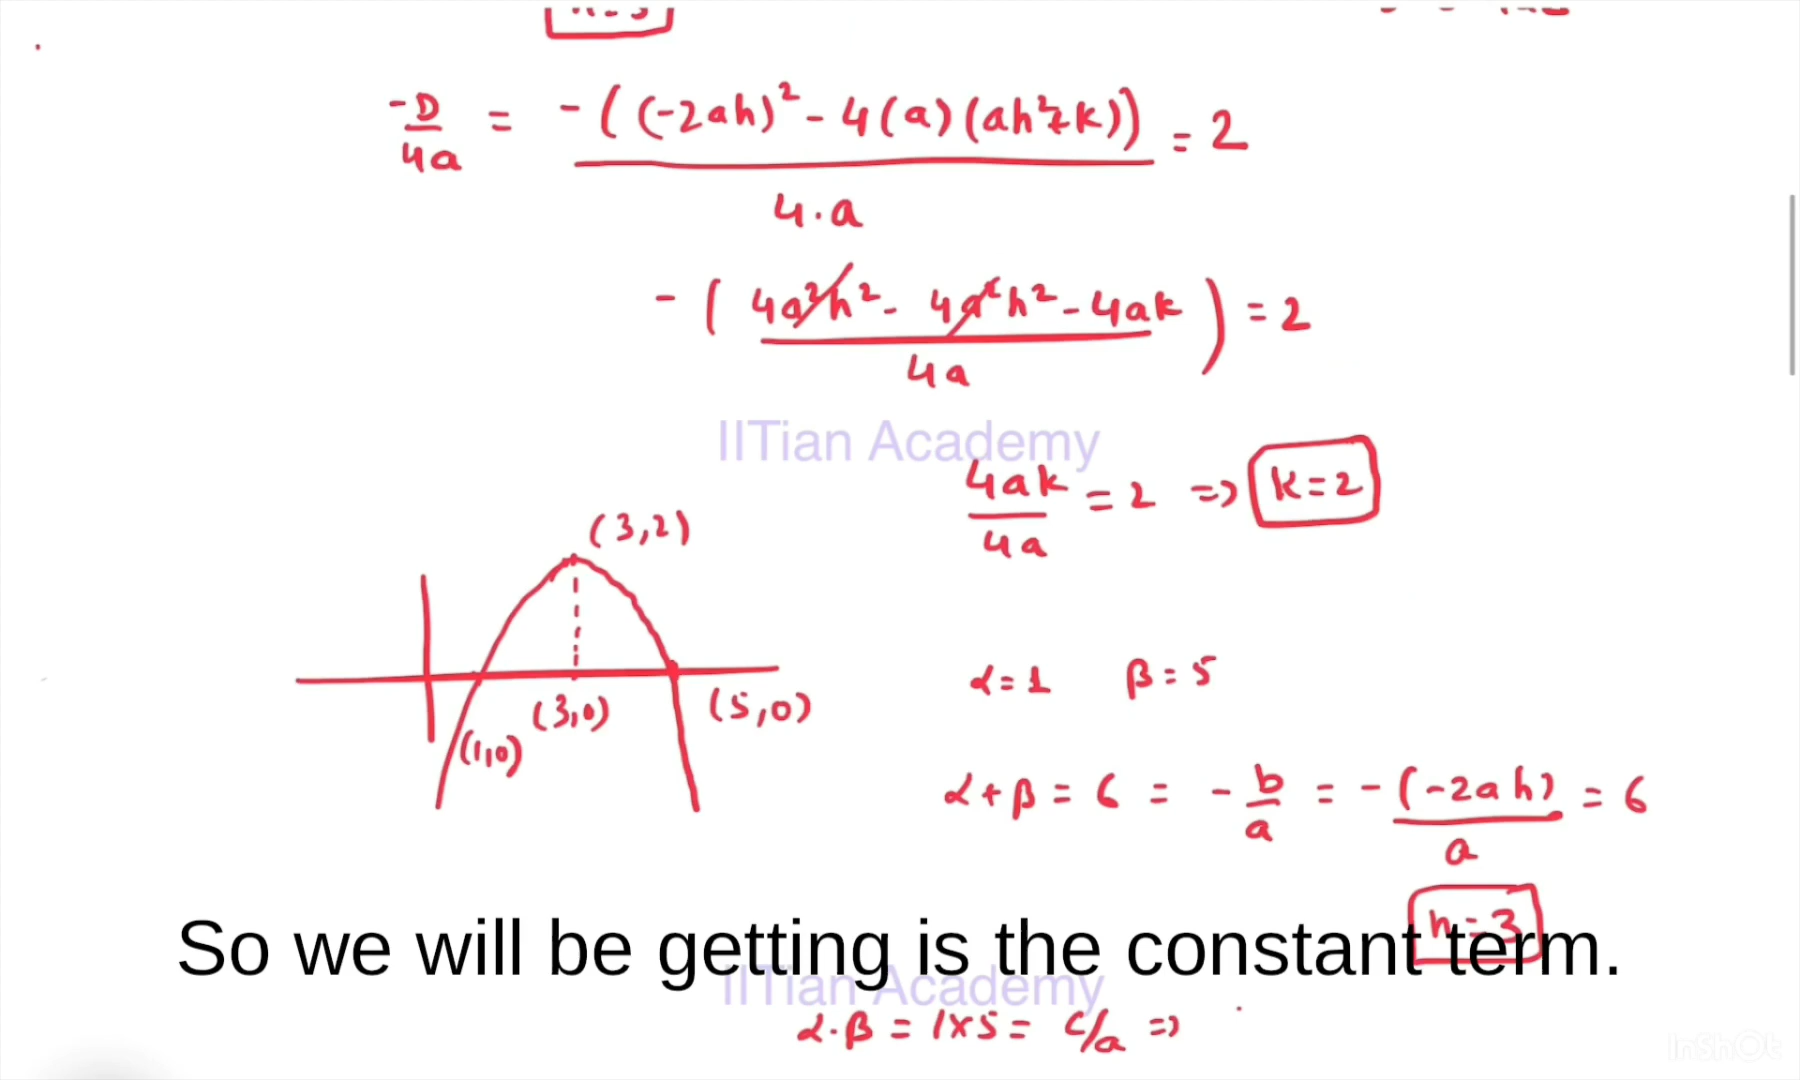 -D/4a = -((-2ah)² - 4(a)(ah²+k))/4·a = 2
-(4a²h² - 4a²h² - 4ak/4a) = 2
IITian Academy
4ak/4a = 2 => k=2
(3,2)
α=1 β=5
(3,0) (5,0)
(1,0)
α+β = 6 = -b/a = -(-2ah)/a = 6
h=3
So we will be getting is the constant term.
IITian Academy
α·β = 1×5 = c/a =>
InShOt